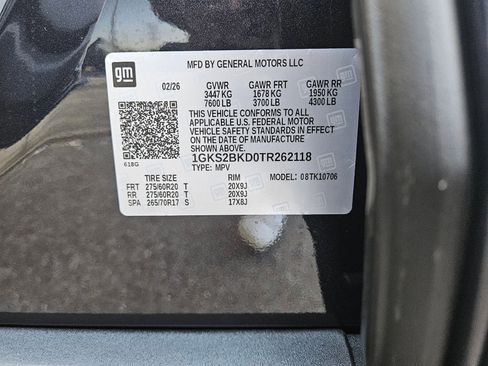 gm
MFD BY GENERAL MOTORS LLC
02/26 GVWR GAWR FRT GAWR RR
3447 KG 1678 KG 1950 KG
7600 LB 3700 LB 4300 LB
THIS VEHICLE CONFORMS TO ALL
APPLICABLE U.S. FEDERAL MOTOR
VEHICLE SAFETY STANDARDS IN EFFECT
ON THE DATE OF MANUFACTURE
SHOWN ABOVE.
618G
1GKS2BKD0TR262118
TYPE: MPV MODEL: 08TK10706
TIRE SIZE RIM
FRT 275/60R20 T 20X9J
RR 275/60R20 T 20X9J
SPA 265/70R17 S 17X8J